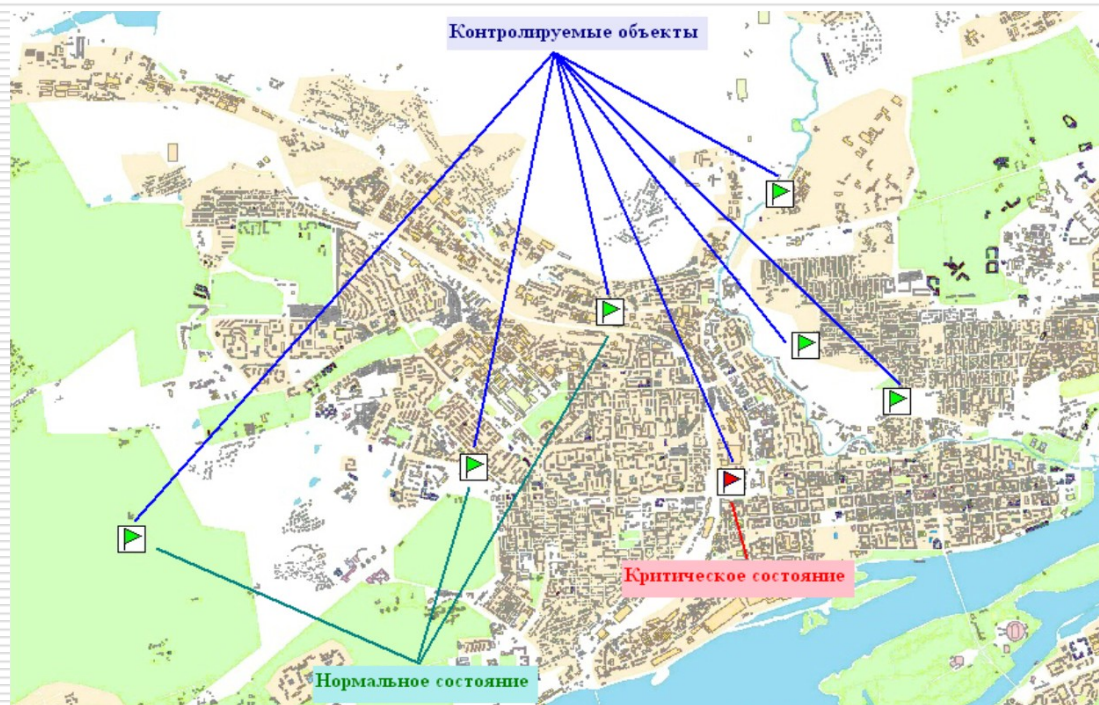 Контролируемые объекты
Критическое состояние
Нормальное состояние